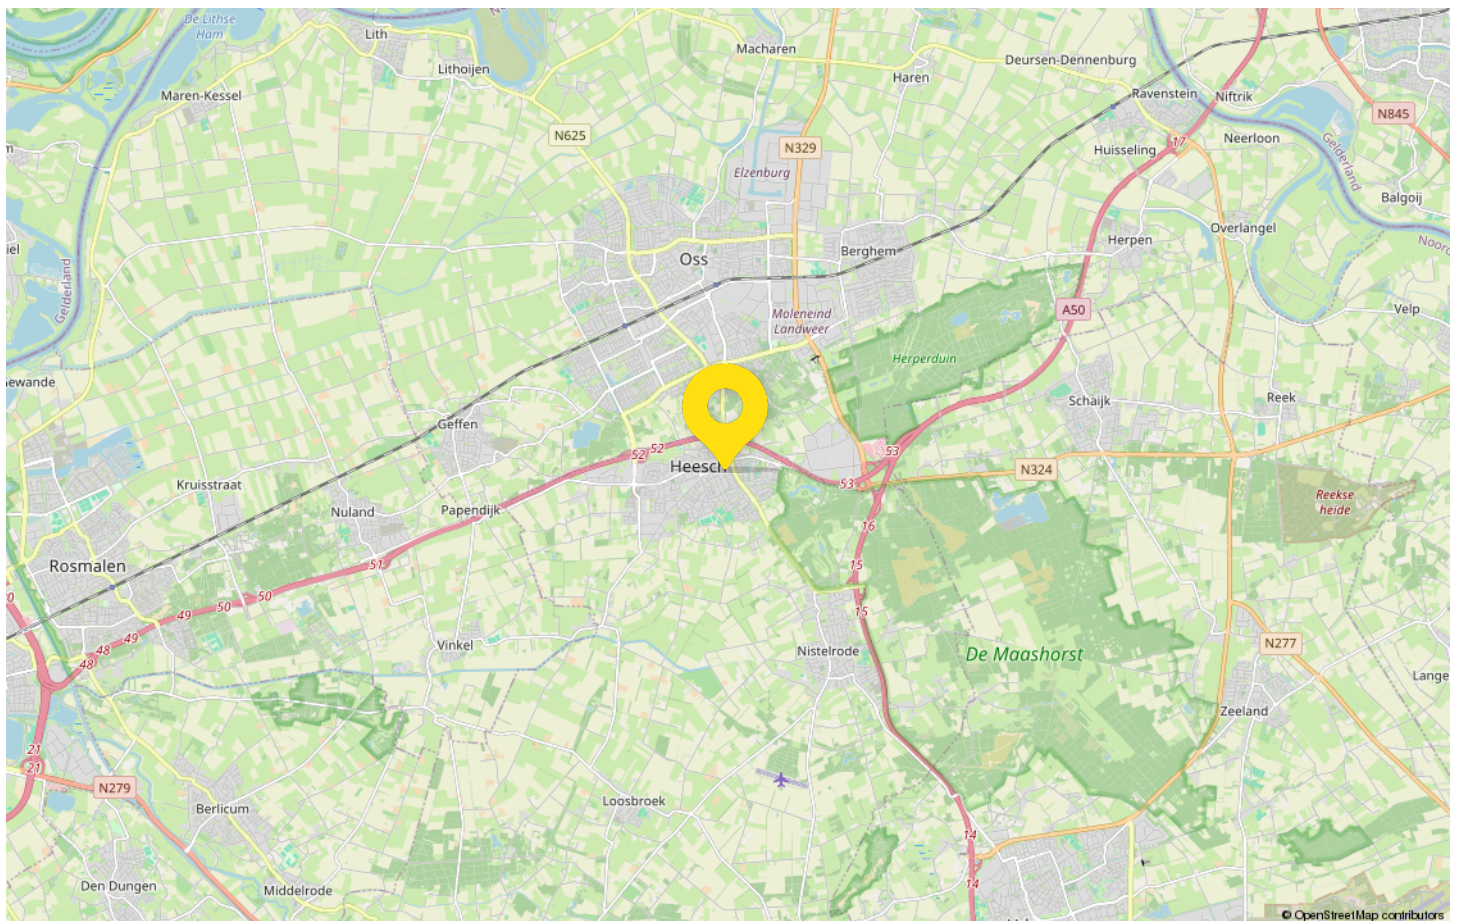 De Lithse
Ham
Lith
Macharen
Lithoijen
Haren
Deursen-Dennenburg
Maren-Kessel
Ravenstein
Niftrik
N845
N625
N329
17
Neerloon
Huisseling
Elzenburg
Gelderland
Balgoij
Overlangel
Herpen
Berghem
Oss
Gelderland
A50
Velp
Moleneind
Landweer
Herperduin
Schaijk
Reek
Geffen
52
52
53
Heesch
N324
53
Kruisstraat
Nuland
Papendijk
Reekse
heide
16
Rosmalen
51
15
50
50
49
15
49
48
48
Vinkel
Nistelrode
De Maashorst
N277
Zeeland
21
21
N279
Loosbroek
Berlicum
14
Den Dungen
Middelrode
14
© OpenStreetMap contributors